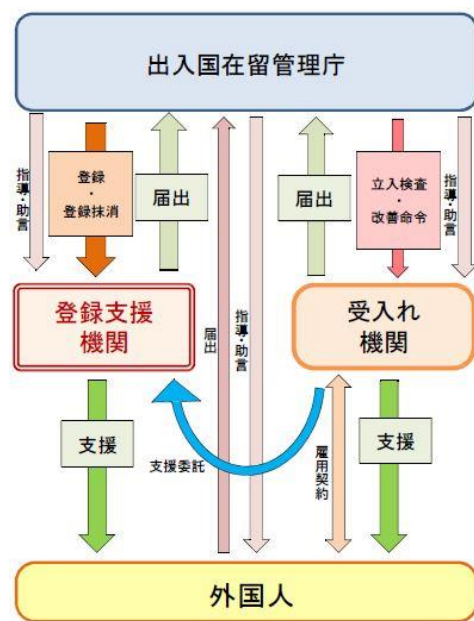 出入国在留管理庁
指導・助言
登録
・
登録抹消
届出
届出
立入検査
・
改善命令
指導・助言
登録支援
機関
届出
指導・助言
受入れ
機関
支援
支援委託
雇用契約
支援
外国人